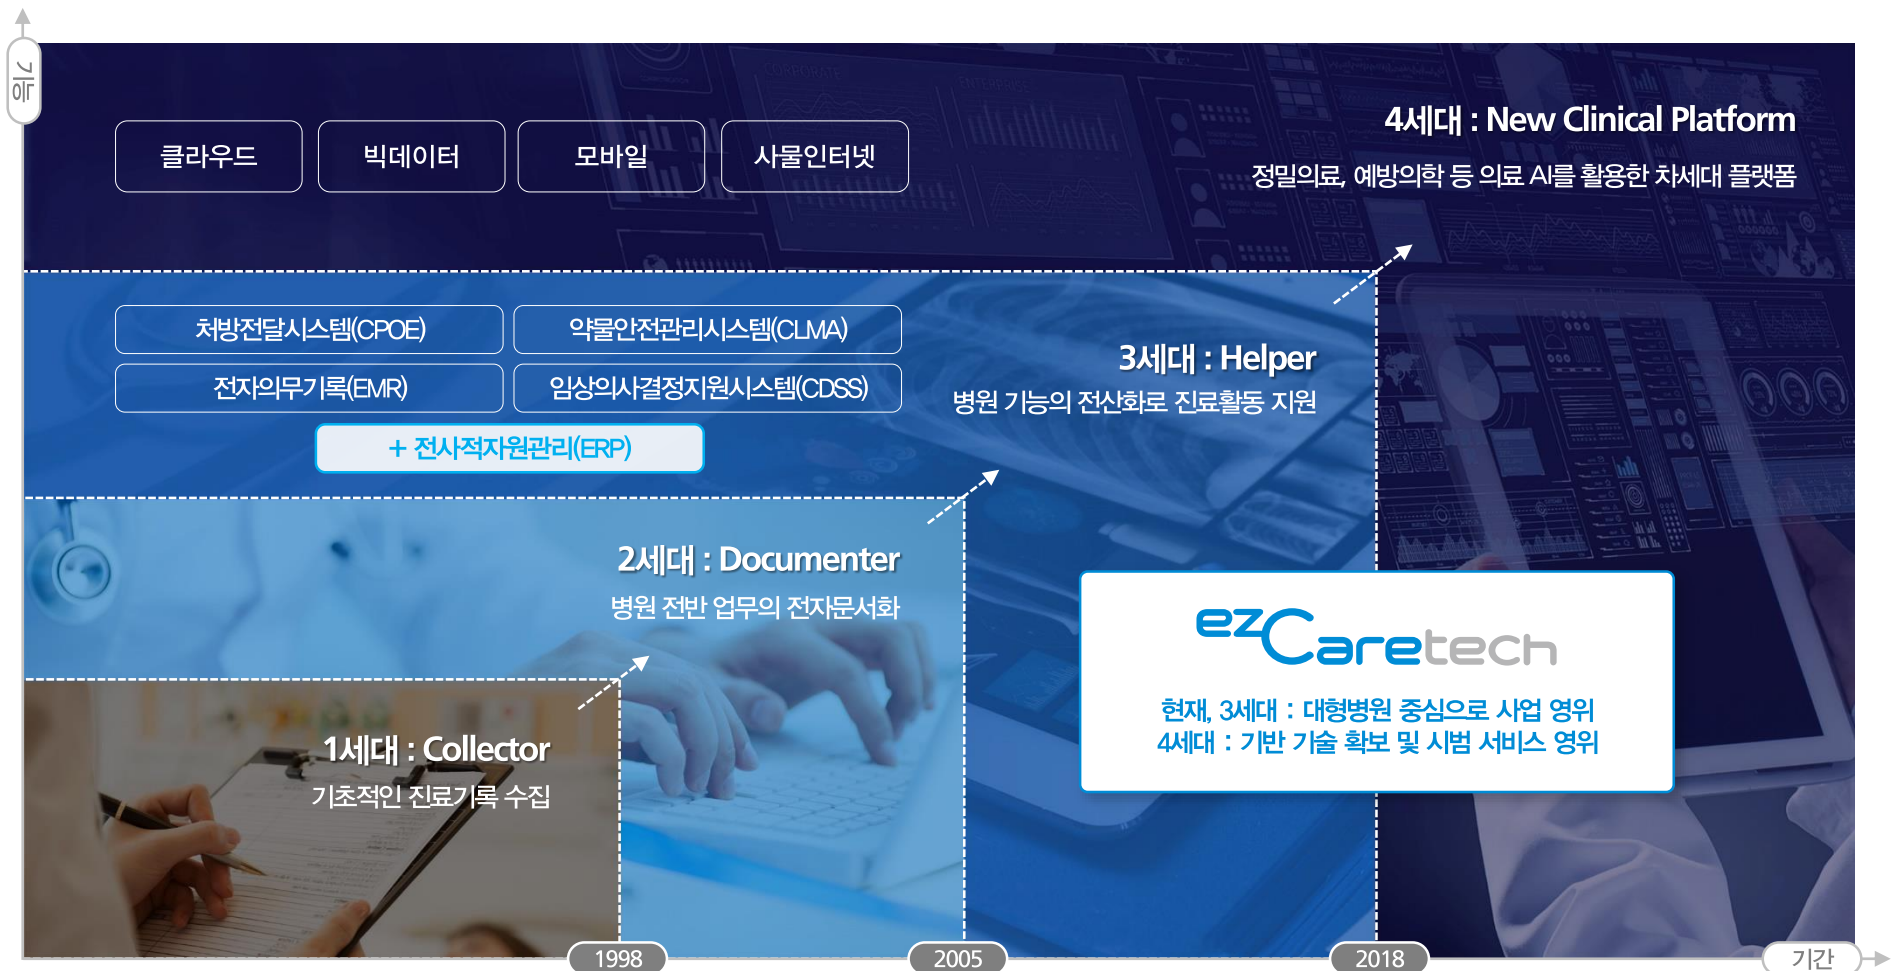 기능
클라우드
빅데이터
모바일
사물인터넷
4세대 : New Clinical Platform
정밀의료, 예방의학 등 의료 AI를 활용한 차세대 플랫폼
처방전달시스템(CPOE)
약물안전관리시스템(CLMA)
전자의무기록(EMR)
임상의사결정지원시스템(CDSS)
+ 전사적자원관리(ERP)
3세대 : Helper
병원 기능의 전산화로 진료활동 지원
2세대 : Documenter
병원 전반 업무의 전자문서화
1세대 : Collector
기초적인 진료기록 수집
ezCaretech
현재, 3세대 : 대형병원 중심으로 사업 영위
4세대 : 기반 기술 확보 및 시범 서비스 영위
1998
2005
2018
기간
CORPORATE
ENTERPRISE